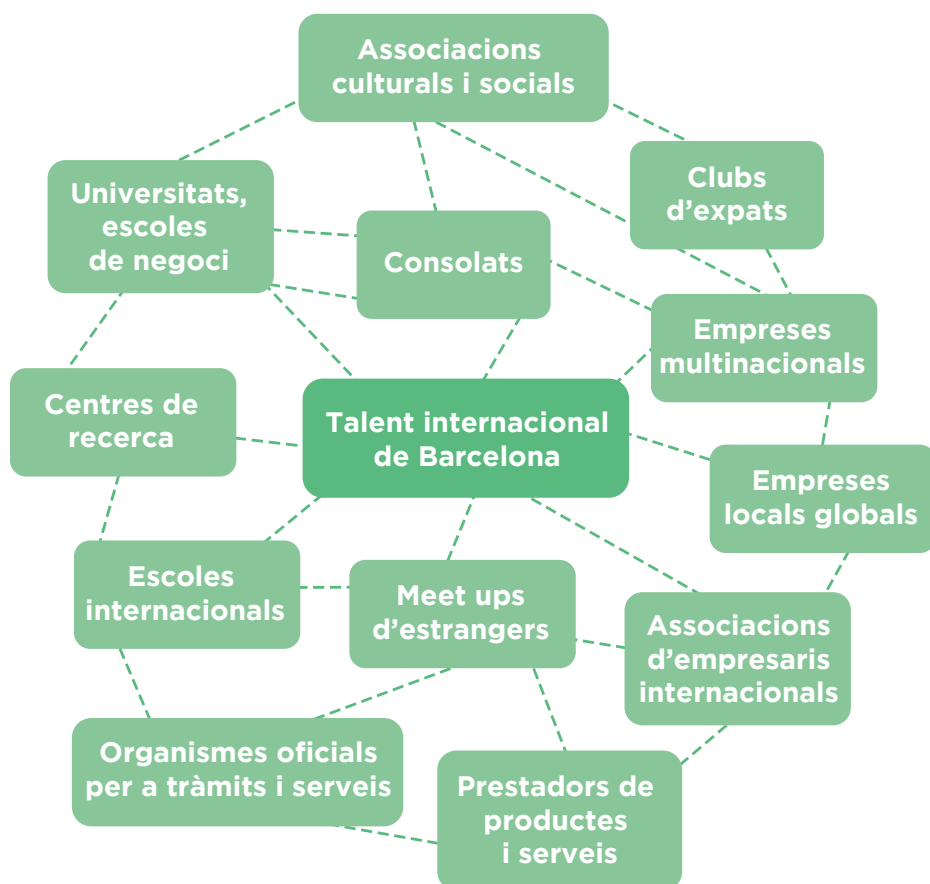 Associacions
culturals i socials
Clubs
d’expats
Universitats,
escoles
de negoci
Consolats
Empreses
multinacionals
Centres de
recerca
Talent internacional
de Barcelona
Empreses
locals globals
Escoles
internacionals
Meet ups
d’estrangers
Associacions
d’empresaris
internacionals
Organismes oficials
per a tràmits i serveis
Prestadors de
productes
i serveis